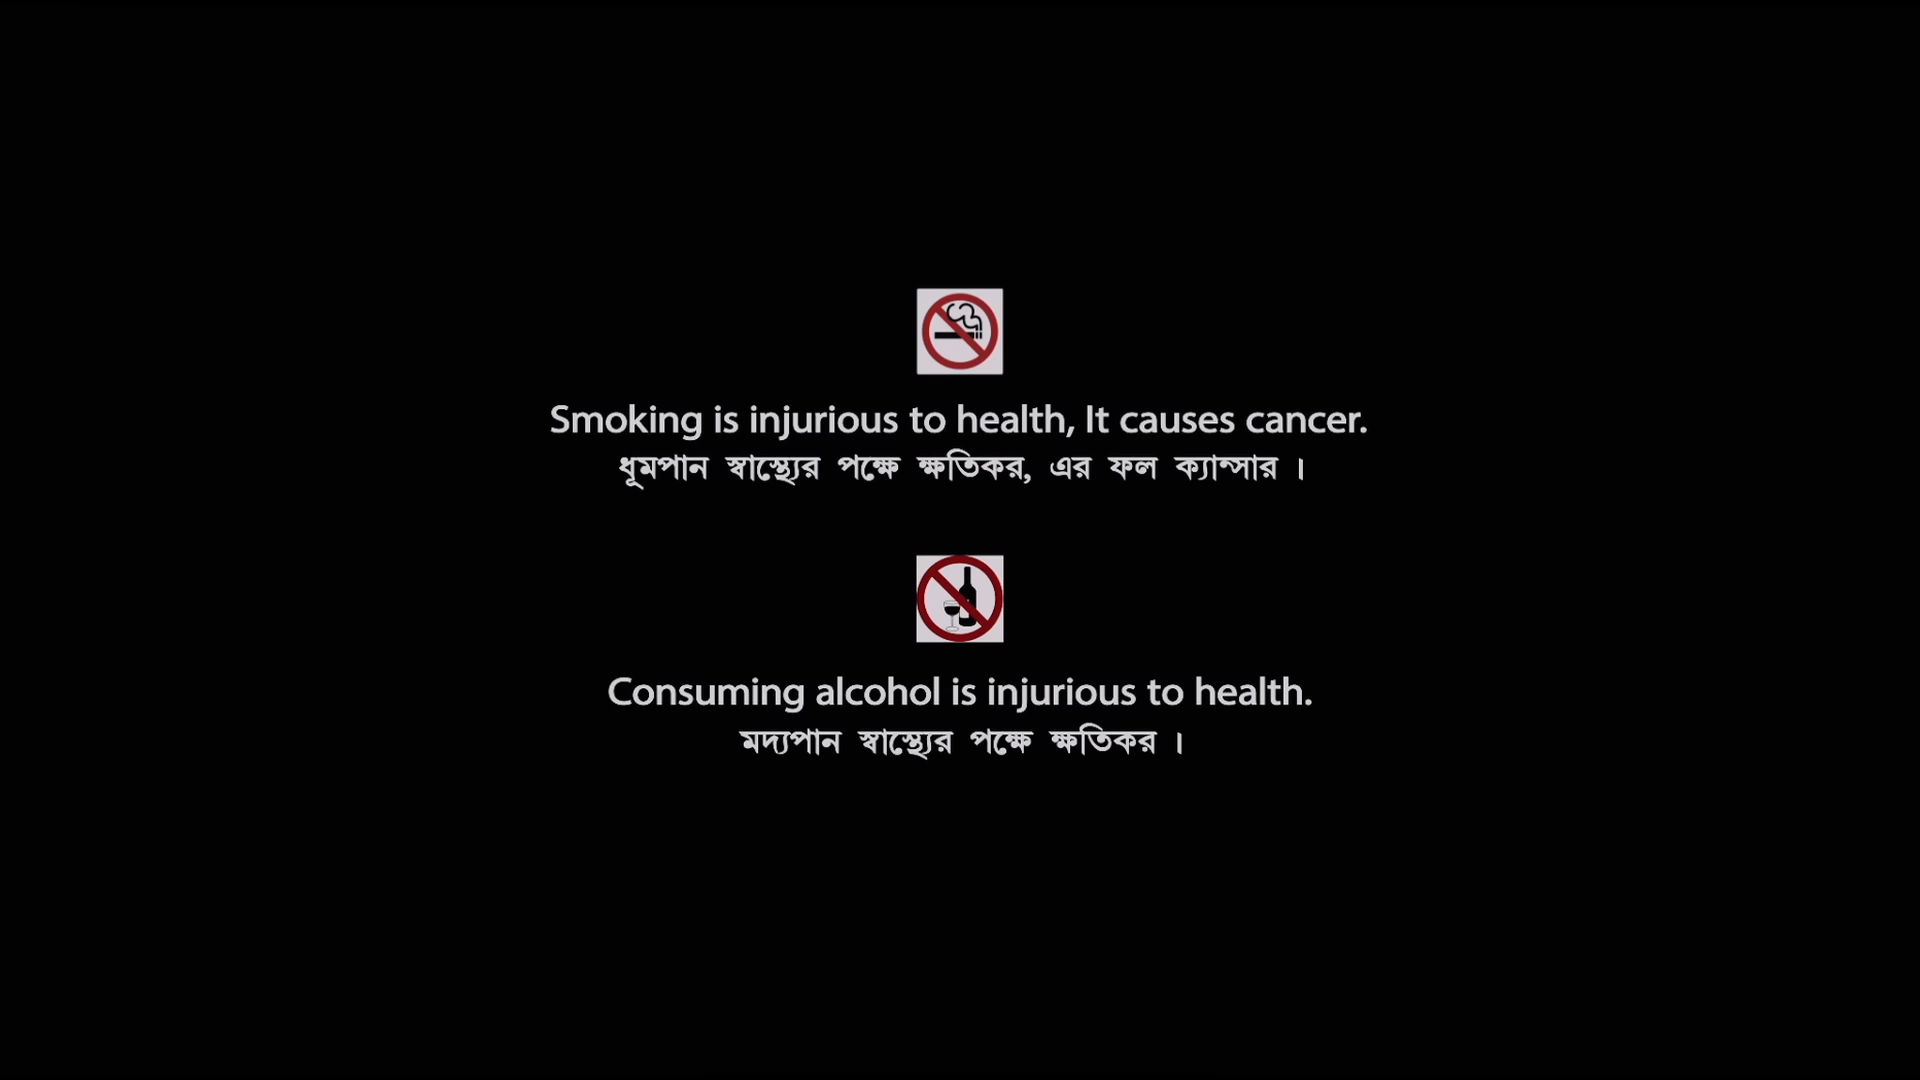 Smoking is injurious to health, It causes cancer.
ধূমপান স্বাস্থ্যের পক্ষে ক্ষতিকর, এর ফল ক্যান্সার ।
Consuming alcohol is injurious to health.
মদ্যপান স্বাস্থ্যের পক্ষে ক্ষতিকর ।